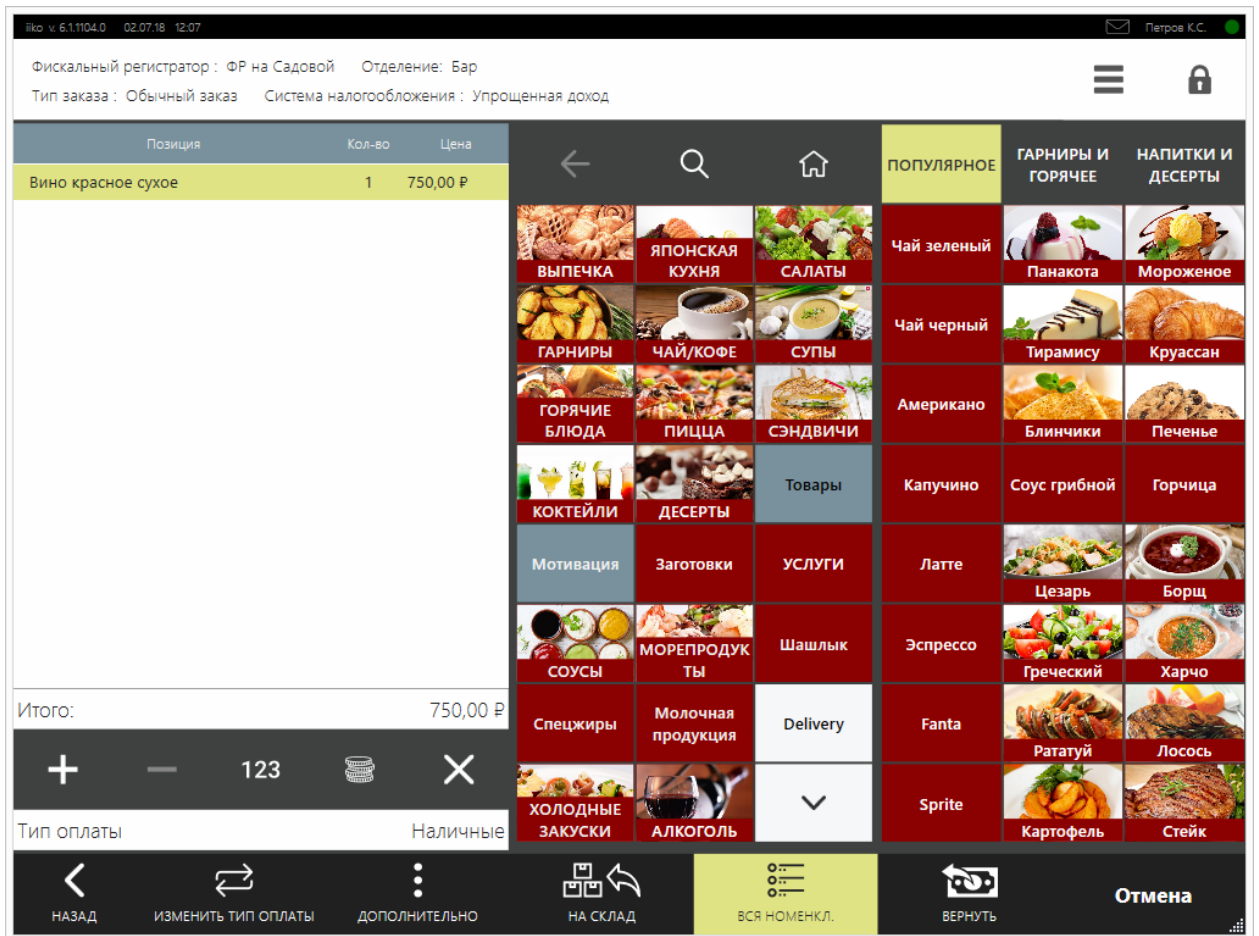 iiko v. 6.1.1104.0 02.07.18 12:07 Петров К.С.
Фискальный регистратор : ФР на Садовой Отделение: Бар
Тип заказа : Обычный заказ Система налогообложения : Упрощенная доход
Позиция Кол-во Цена
Вино красное сухое 1 750,00 ₽
Итого: 750,00 ₽
123
Тип оплаты Наличные
ВЫПЕЧКА
ЯПОНСКАЯ
КУХНЯ
САЛАТЫ
ГАРНИРЫ
ЧАЙ/КОФЕ
СУПЫ
ГОРЯЧИЕ
БЛЮДА
ПИЦЦА
СЭНДВИЧИ
КОКТЕЙЛИ
ДЕСЕРТЫ
Товары
Мотивация
Заготовки
УСЛУГИ
СОУСЫ
МОРЕПРОДУК
ТЫ
Шашлык
Спецжиры
Молочная
продукция
Delivery
ХОЛОДНЫЕ
ЗАКУСКИ
АЛКОГОЛЬ
ПОПУЛЯРНОЕ
ГАРНИРЫ И
ГОРЯЧЕЕ
НАПИТКИ И
ДЕСЕРТЫ
Чай зеленый
Панакота
Мороженое
Чай черный
Тирамису
Круассан
Американо
Блинчики
Печенье
Капучино
Соус грибной
Горчица
Латте
Цезарь
Борщ
Эспрессо
Греческий
Харчо
Fanta
Рататуй
Лосось
Sprite
Картофель
Стейк
НАЗАД
ИЗМЕНИТЬ ТИП ОПЛАТЫ
ДОПОЛНИТЕЛЬНО
НА СКЛАД
ВСЯ НОМЕНКЛ.
ВЕРНУТЬ
Отмена